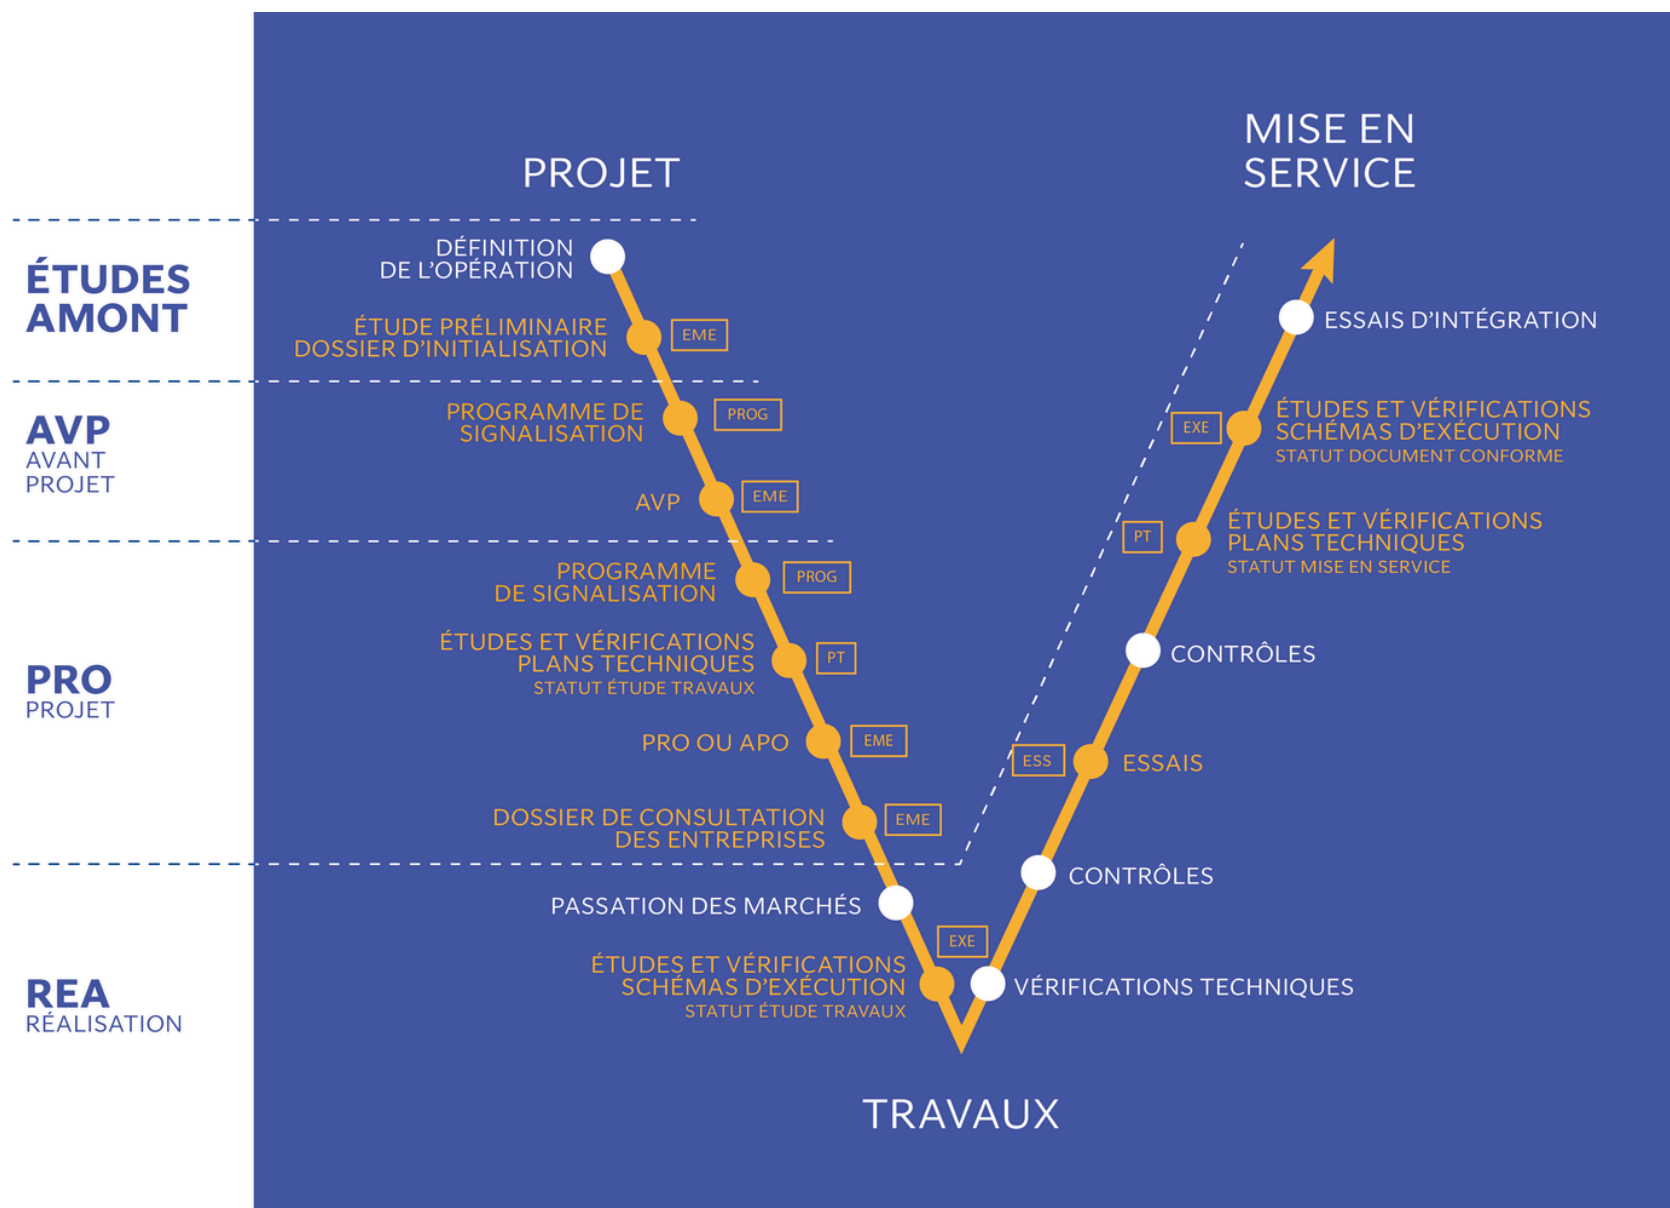 PROJET
MISE EN
SERVICE
ÉTUDES
AMONT
DÉFINITION
DE L'OPÉRATION
ÉTUDE PRÉLIMINAIRE
DOSSIER D'INITIALISATION
EME
AVP
AVANT
PROJET
PROGRAMME DE
SIGNALISATION
PROG
AVP
EME
PRO
PROJET
PROGRAMME
DE SIGNALISATION
PROG
ÉTUDES ET VÉRIFICATIONS
PLANS TECHNIQUES
STATUT ÉTUDE TRAVAUX
PT
PRO OU APO
EME
DOSSIER DE CONSULTATION
DES ENTREPRISES
EME
REA
RÉALISATION
PASSATION DES MARCHÉS
ÉTUDES ET VÉRIFICATIONS
SCHÉMAS D'EXÉCUTION
STATUT ÉTUDE TRAVAUX
EXE
TRAVAUX
VÉRIFICATIONS TECHNIQUES
CONTRÔLES
ESS
ESSAIS
CONTRÔLES
PT
ÉTUDES ET VÉRIFICATIONS
PLANS TECHNIQUES
STATUT MISE EN SERVICE
EXE
ÉTUDES ET VÉRIFICATIONS
SCHÉMAS D'EXÉCUTION
STATUT DOCUMENT CONFORME
ESSAIS D'INTÉGRATION